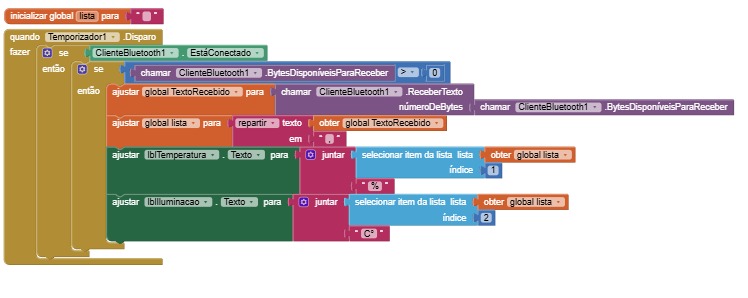 inicializar global lista para " "
quando Temporizador1 .Disparo
fazer se ClienteBluetooth1 . EstáConectado
então se chamar ClienteBluetooth1 .BytesDisponíveisParaReceber > 0
então ajustar global TextoRecebido para chamar ClienteBluetooth1 .ReceberTexto
númeroDeBytes chamar ClienteBluetooth1 .BytesDisponíveisParaReceber
ajustar global lista para repartir texto obter global TextoRecebido
em " , "
ajustar lblTemperatura . Texto para juntar selecionar item da lista lista obter global lista
índice 1
" % "
ajustar lblIluminacao . Texto para juntar selecionar item da lista lista obter global lista
índice 2
" C° "